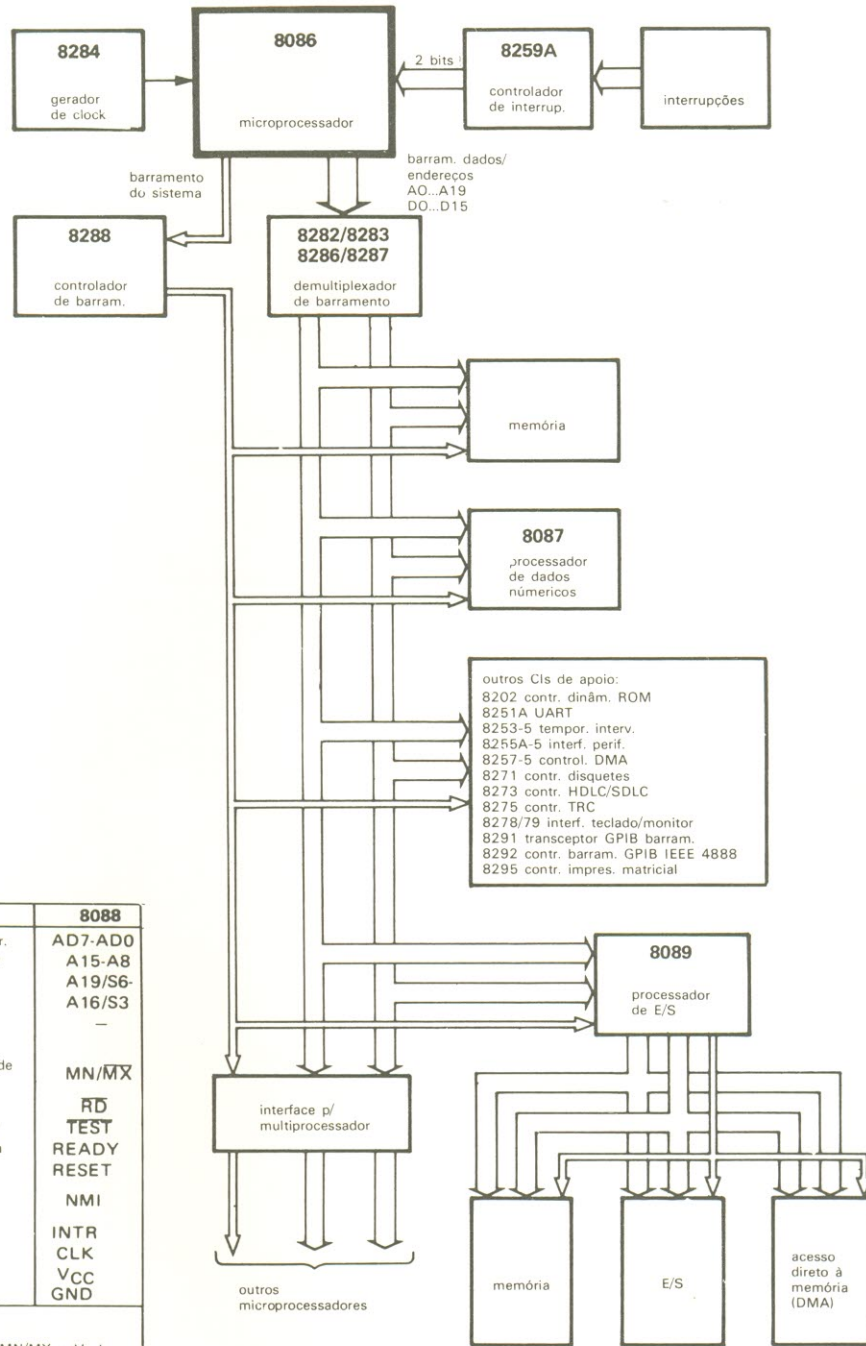 8284
gerador
de clock
8086
microprocessador
2 bits
8259A
controlador
de interrup.
interrupções
barramento
do sistema
barram. dados/
endereços
AO...A19
DO...D15
8288
controlador
de barram.
8282/8283
8286/8287
demultiplexador
de barramento
memória
8087
processador
de dados
númericos
outros CIs de apoio:
8202 contr. dinâm. ROM
8251A UART
8253-5 tempor. interv.
8255A-5 interf. perif.
8257-5 control. DMA
8271 contr. disquetes
8273 contr. HDLC/SDLC
8275 contr. TRC
8278/79 interf. teclado/monitor
8291 transceptor GPIB barram.
8292 contr. barram. GPIB IEEE 4888
8295 contr. impres. matricial
8089
processador
de E/S
interface p/
multiprocessador
outros
microprocessadores
memória
E/S
acesso
direto à
memória
(DMA)
8088
AD7-AD0
A15-A8
A19/S6-
A16/S3
–
de
MN/M̅X̅
R̅D̅
T̅E̅S̅T̅
READY
RESET
NMI
INTR
CLK
VCC
GND